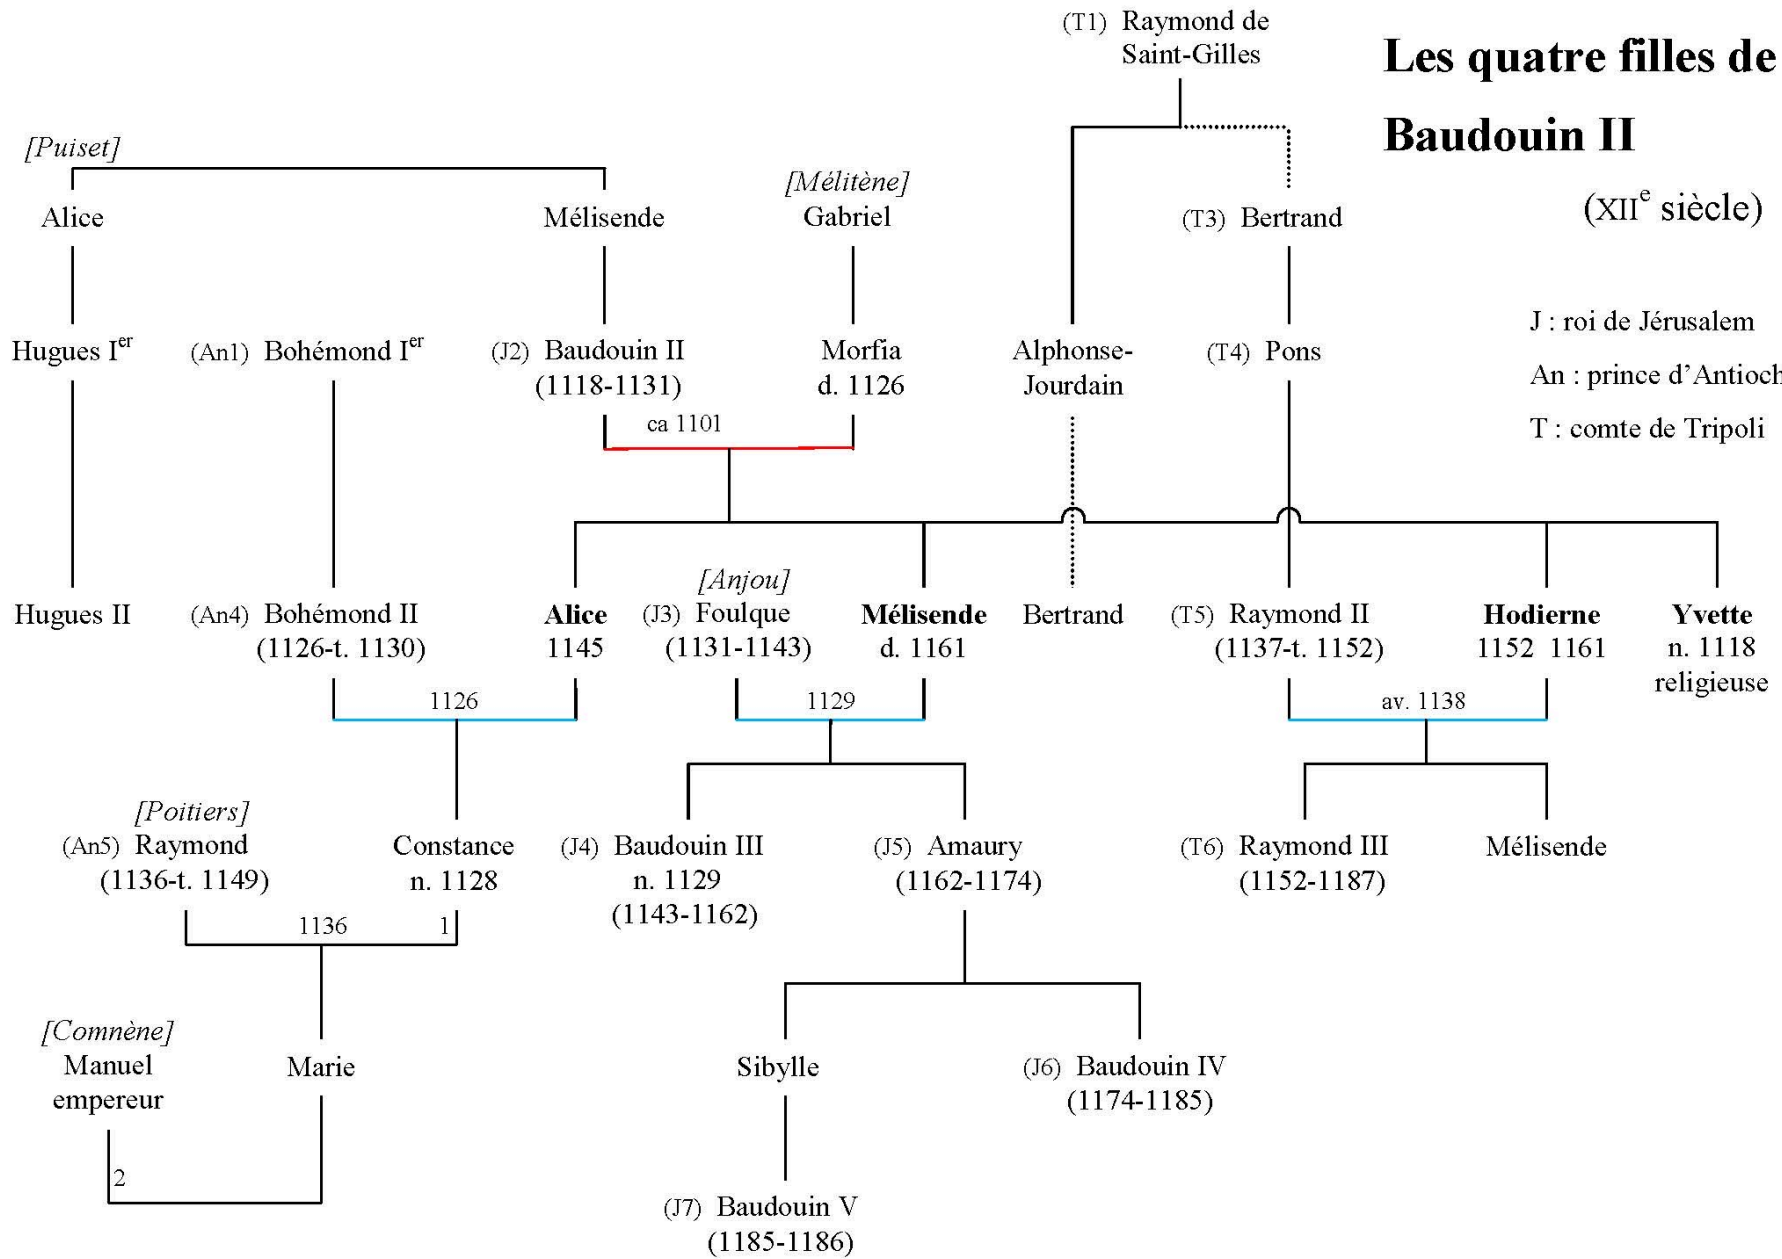 (T1) Raymond de
Saint-Gilles
Les quatre filles de
Baudouin II
(XIIe siècle)
[Puiset]
[Mélitène]
Alice
Mélisende
Gabriel
(T3) Bertrand
J : roi de Jérusalem
An : prince d'Antioch
T : comte de Tripoli
Hugues Ier
(An1) Bohémond Ier
(J2) Baudouin II
(1118-1131)
Morfia
d. 1126
Alphonse-
Jourdain
(T4) Pons
ca 1101
Hugues II
(An4) Bohémond II
(1126-t. 1130)
Alice
1145
[Anjou]
(J3) Foulque
(1131-1143)
Mélisende
d. 1161
Bertrand
(T5) Raymond II
(1137-t. 1152)
Hodierne
1152 1161
Yvette
n. 1118
religieuse
1126
1129
av. 1138
[Poitiers]
(An5) Raymond
(1136-t. 1149)
Constance
n. 1128
(J4) Baudouin III
n. 1129
(1143-1162)
(J5) Amaury
(1162-1174)
(T6) Raymond III
(1152-1187)
Mélisende
1136
1
[Comnène]
Manuel
empereur
Marie
Sibylle
(J6) Baudouin IV
(1174-1185)
2
(J7) Baudouin V
(1185-1186)